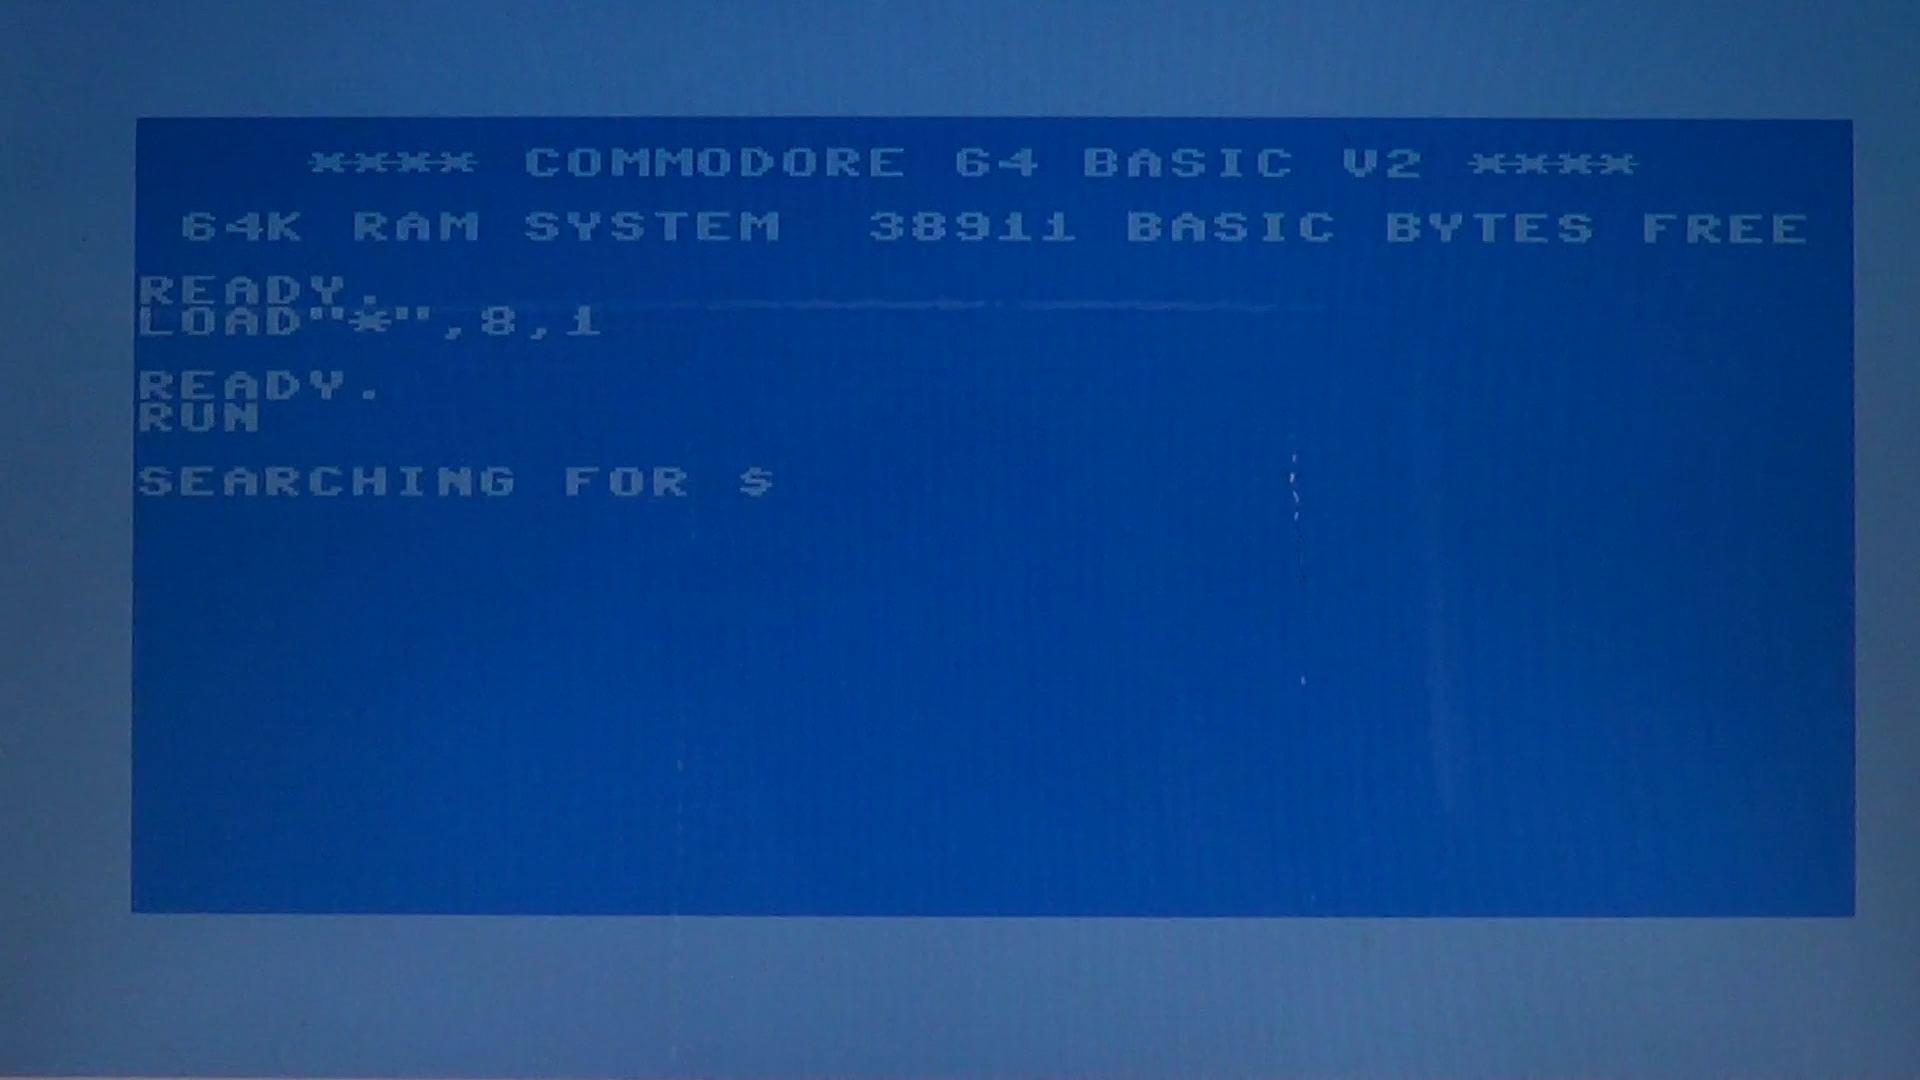 **** COMMODORE 64 BASIC V2 ****
64K RAM SYSTEM  38911 BASIC BYTES FREE
READY.
LOAD"*",8,1
READY.
RUN
SEARCHING FOR $